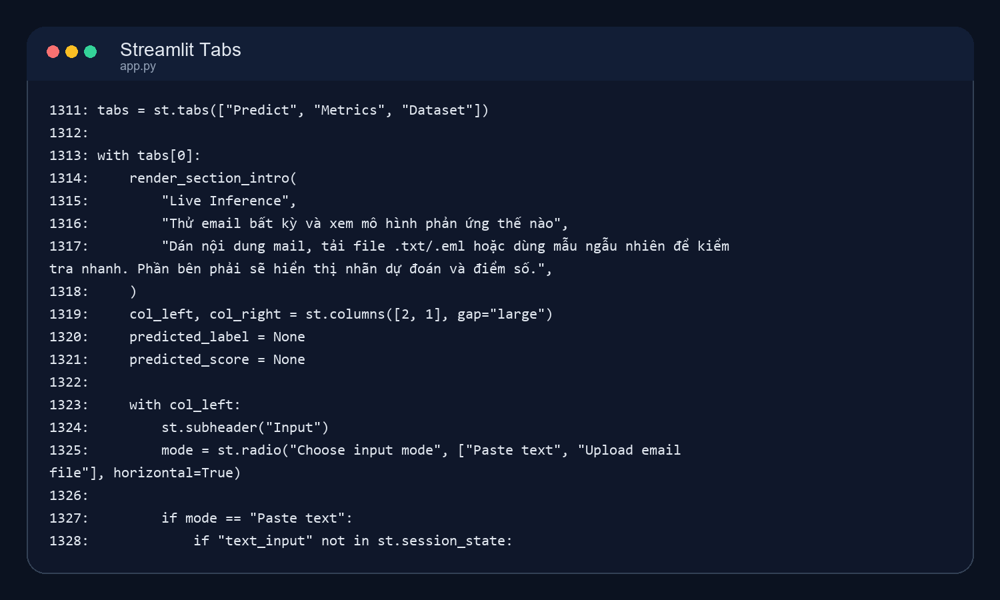 Streamlit Tabs
app.py
1311: tabs = st.tabs(["Predict", "Metrics", "Dataset"])
1312:
1313: with tabs[0]:
1314:     render_section_intro(
1315:         "Live Inference",
1316:         "Thử email bất kỳ và xem mô hình phản ứng thế nào",
1317:         "Dán nội dung mail, tải file .txt/.eml hoặc dùng mẫu ngẫu nhiên để kiểm
tra nhanh. Phần bên phải sẽ hiển thị nhãn dự đoán và điểm số.",
1318:     )
1319:     col_left, col_right = st.columns([2, 1], gap="large")
1320:     predicted_label = None
1321:     predicted_score = None
1322:
1323:     with col_left:
1324:         st.subheader("Input")
1325:         mode = st.radio("Choose input mode", ["Paste text", "Upload email
file"], horizontal=True)
1326:
1327:         if mode == "Paste text":
1328:             if "text_input" not in st.session_state: